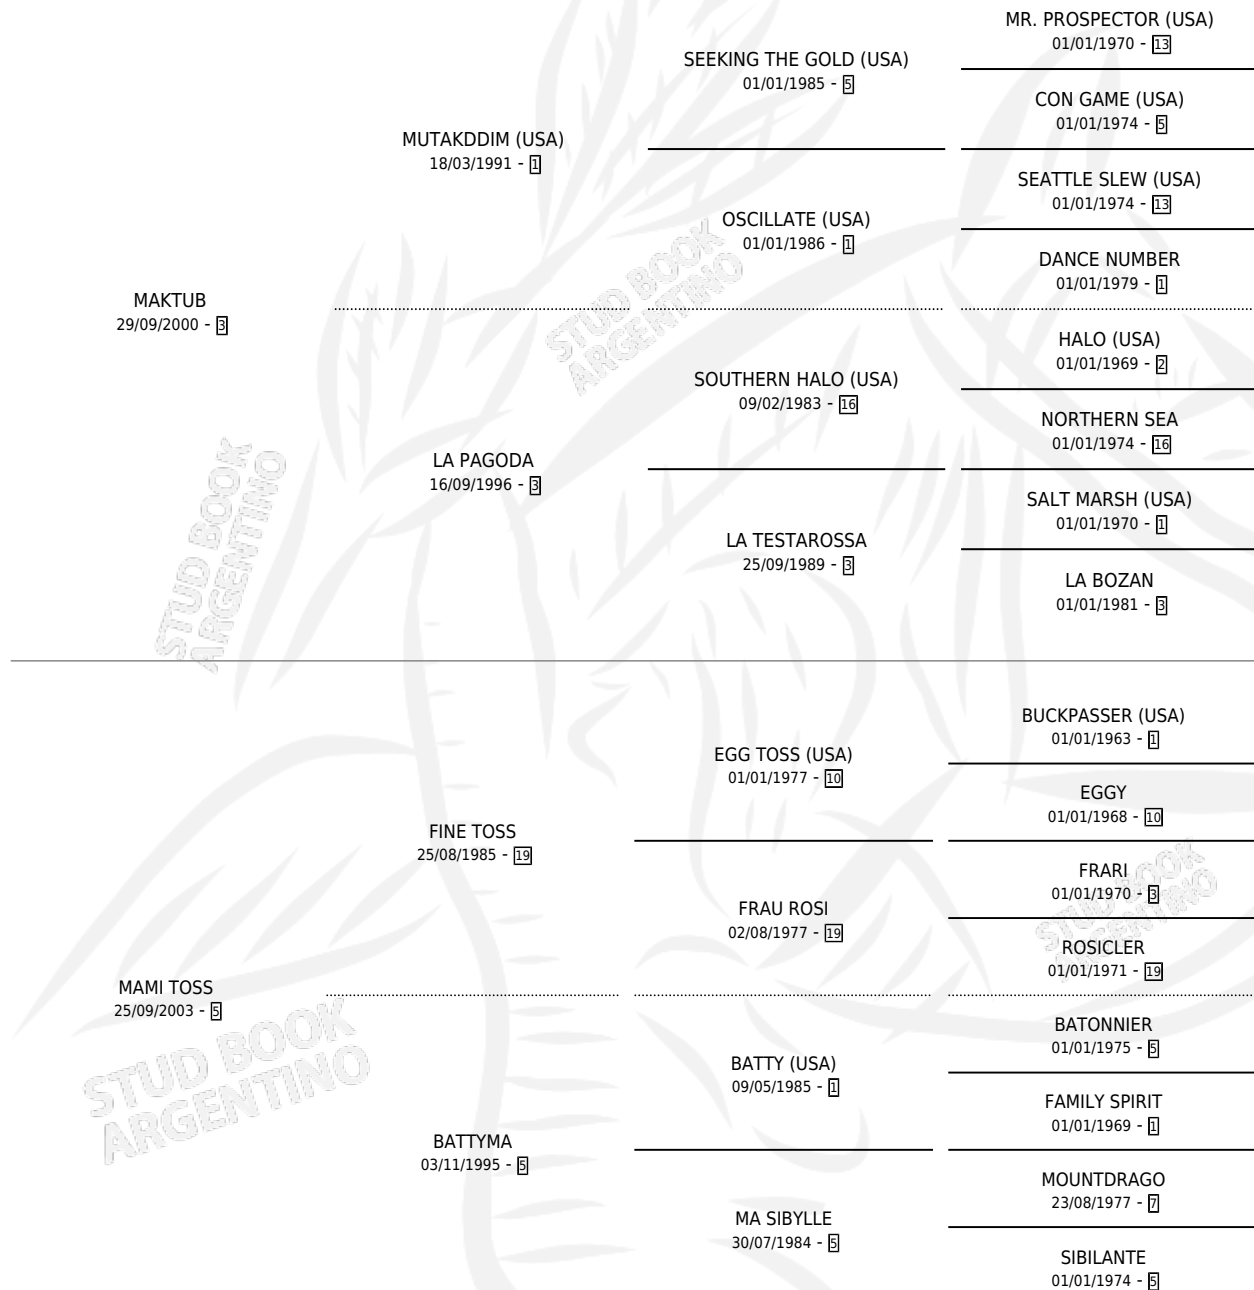 MR. PROSPECTOR (USA)
01/01/1970 - 13
SEEKING THE GOLD (USA)
01/01/1985 - 5
CON GAME (USA)
01/01/1974 - 5
MUTAKDDIM (USA)
18/03/1991 - 1
SEATTLE SLEW (USA)
01/01/1974 - 13
OSCILLATE (USA)
01/01/1986 - 1
DANCE NUMBER
01/01/1979 - 1
MAKTUB
29/09/2000 - 3
HALO (USA)
01/01/1969 - 2
SOUTHERN HALO (USA)
09/02/1983 - 16
NORTHERN SEA
01/01/1974 - 16
LA PAGODA
16/09/1996 - 3
SALT MARSH (USA)
01/01/1970 - 1
LA TESTAROSSA
25/09/1989 - 3
LA BOZAN
01/01/1981 - 3
BUCKPASSER (USA)
01/01/1963 - 1
EGG TOSS (USA)
01/01/1977 - 10
EGGY
01/01/1968 - 10
FINE TOSS
25/08/1985 - 19
FRARI
01/01/1970 - 3
FRAU ROSI
02/08/1977 - 19
ROSICLER
01/01/1971 - 19
MAMI TOSS
25/09/2003 - 5
BATONNIER
01/01/1975 - 5
BATTY (USA)
09/05/1985 - 1
FAMILY SPIRIT
01/01/1969 - 1
BATTYMA
03/11/1995 - 5
MOUNTDRAGO
23/08/1977 - 7
MA SIBYLLE
30/07/1984 - 5
SIBILANTE
01/01/1974 - 5
STUD BOOK
ARGENTINO
STUD BOOK
ARGENTINO
STUD BOOK
ARGENTINO
STUD BOOK
ARGENTINO